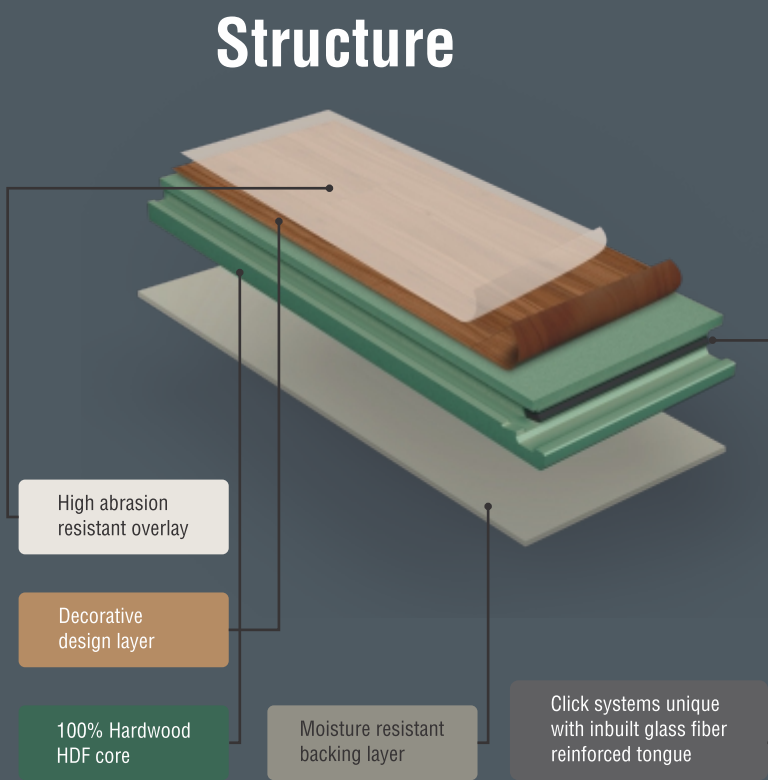 Structure
High abrasion
resistant overlay
Decorative
design layer
100% Hardwood
HDF core
Moisture resistant
backing layer
Click systems unique
with inbuilt glass fiber
reinforced tongue